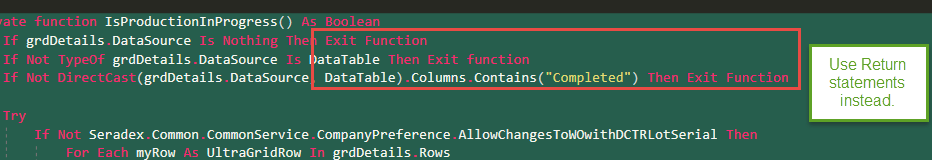 vate function IsProductionInProgress() As Boolean
If grdDetails.DataSource Is Nothing Then Exit Function
If Not TypeOf grdDetails.DataSource Is DataTable Then Exit function
If Not DirectCast(grdDetails.DataSource, DataTable).Columns.Contains("Completed") Then Exit Function
Use Return
statements
instead.
Try
If Not Seradex.Common.CommonService.CompanyPreference.AllowChangesToWOwithDCTRLotSerial Then
For Each myRow As UltraGridRow In grdDetails.Rows